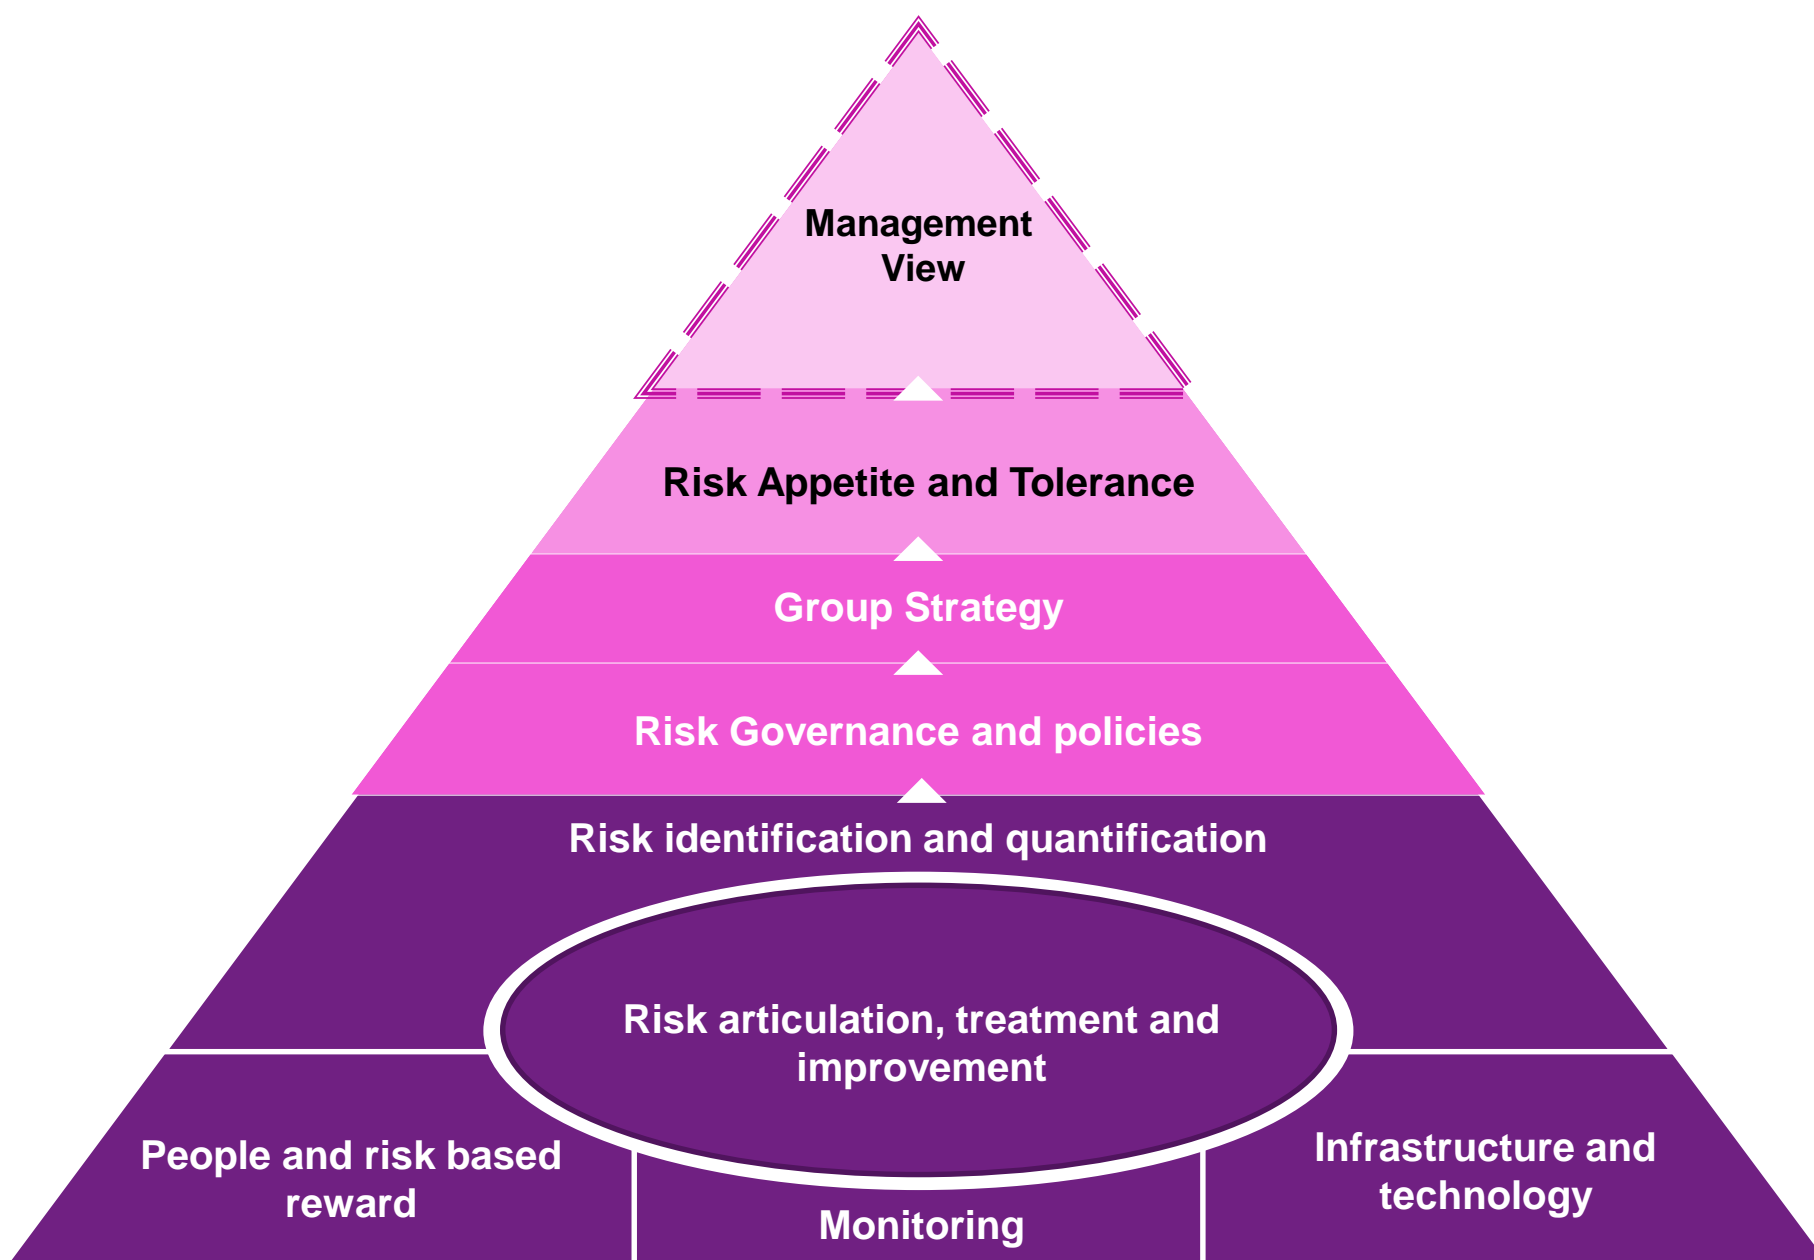 Management
View
Risk Appetite and Tolerance
Group Strategy
Risk Governance and policies
Risk identification and quantification
Risk articulation, treatment and
improvement
People and risk based
reward
Monitoring
Infrastructure and
technology